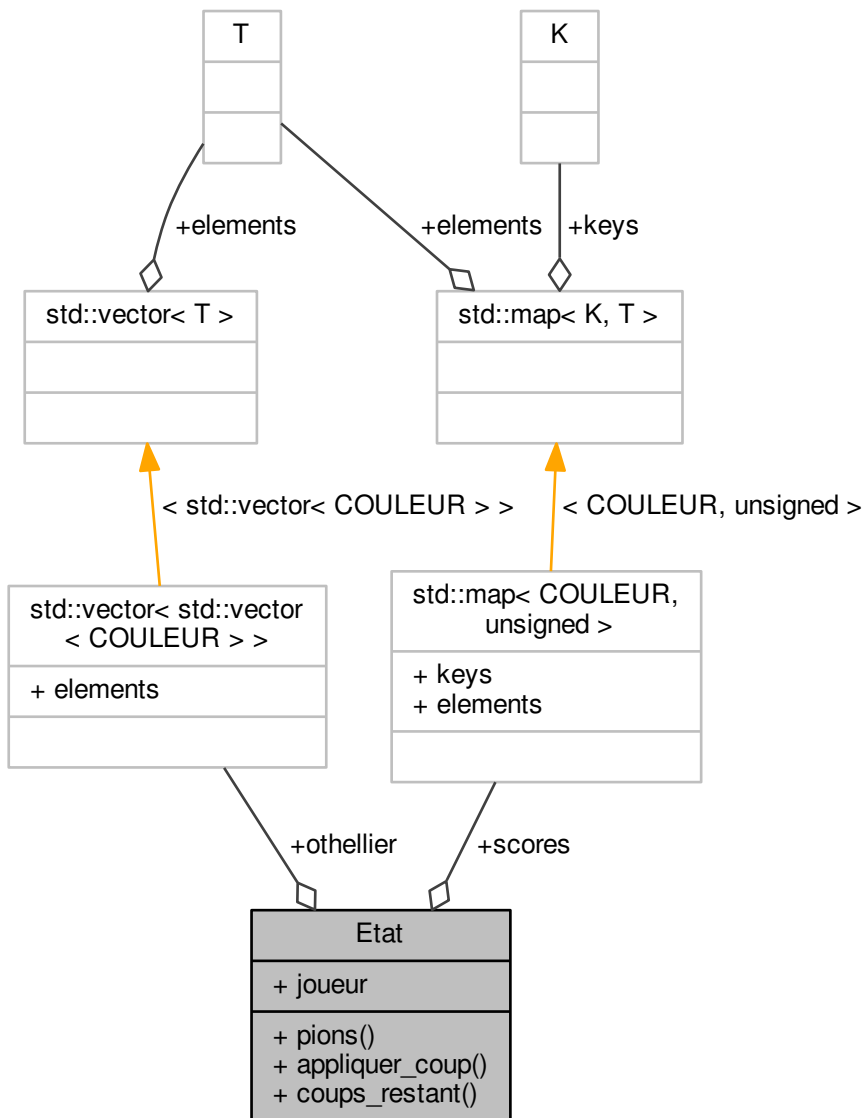 T
K
+elements
+elements
+keys
std::vector< T >
std::map< K, T >
< std::vector< COULEUR > >
< COULEUR, unsigned >
std::vector< std::vector
< COULEUR > >
+ elements
std::map< COULEUR,
unsigned >
+ keys
+ elements
+othellier
+scores
Etat
+ joueur
+ pions()
+ appliquer_coup()
+ coups_restant()